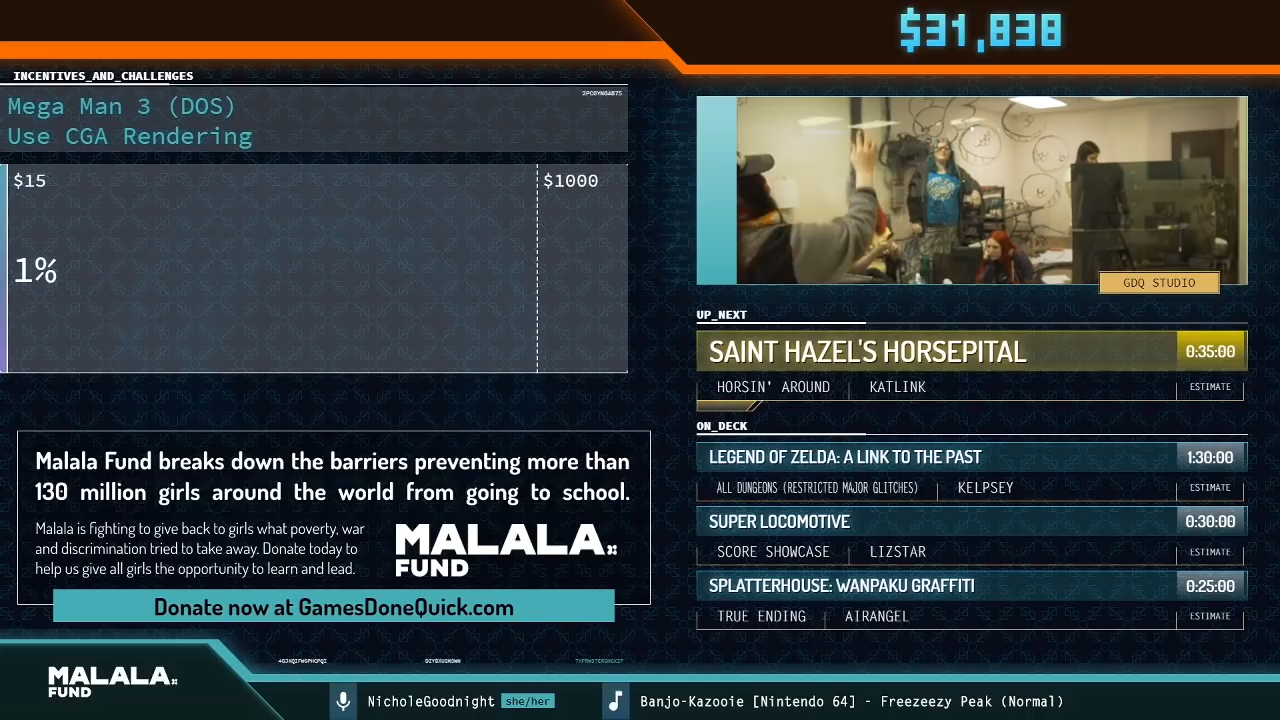 $31,838
INCENTIVES_AND_CHALLENGES
Mega Man 3 (DOS)
Use CGA Rendering
$15
$1000
1%
GDQ STUDIO
UP_NEXT
SAINT HAZEL'S HORSEPITAL
0:35:00
HORSIN' AROUND
KATLINK
ESTIMATE
ON_DECK
LEGEND OF ZELDA: A LINK TO THE PAST
1:30:00
ALL DUNGEONS (RESTRICTED MAJOR GLITCHES)
KELPSEY
ESTIMATE
SUPER LOCOMOTIVE
0:30:00
SCORE SHOWCASE
LIZSTAR
ESTIMATE
SPLATTERHOUSE: WANPAKU GRAFFITI
0:25:00
TRUE ENDING
AIRANGEL
ESTIMATE
Malala Fund breaks down the barriers preventing more than
130 million girls around the world from going to school.
Malala is fighting to give back to girls what poverty, war
and discrimination tried to take away. Donate today to
help us give all girls the opportunity to learn and lead.
MALALA
FUND
Donate now at GamesDoneQuick.com
MALALA
FUND
NicholeGoodnight she/her
Banjo-Kazooie [Nintendo 64] - Freezeezy Peak (Normal)